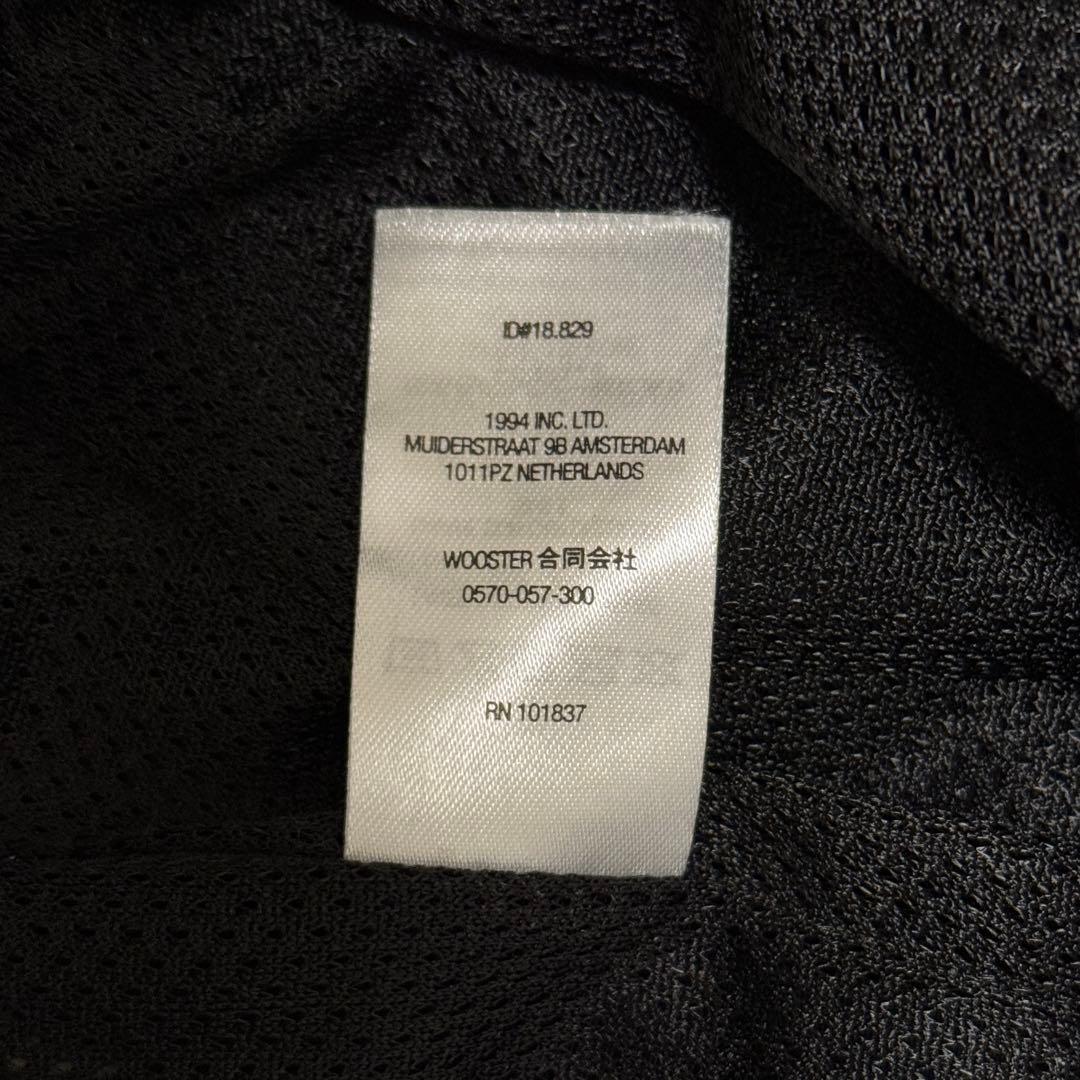 ID#18.829
1994 INC. LTD.
MUIDERSTRAAT 9B AMSTERDAM
1011PZ NETHERLANDS
WOOSTER 合同会社
0570-057-300
RN 101837